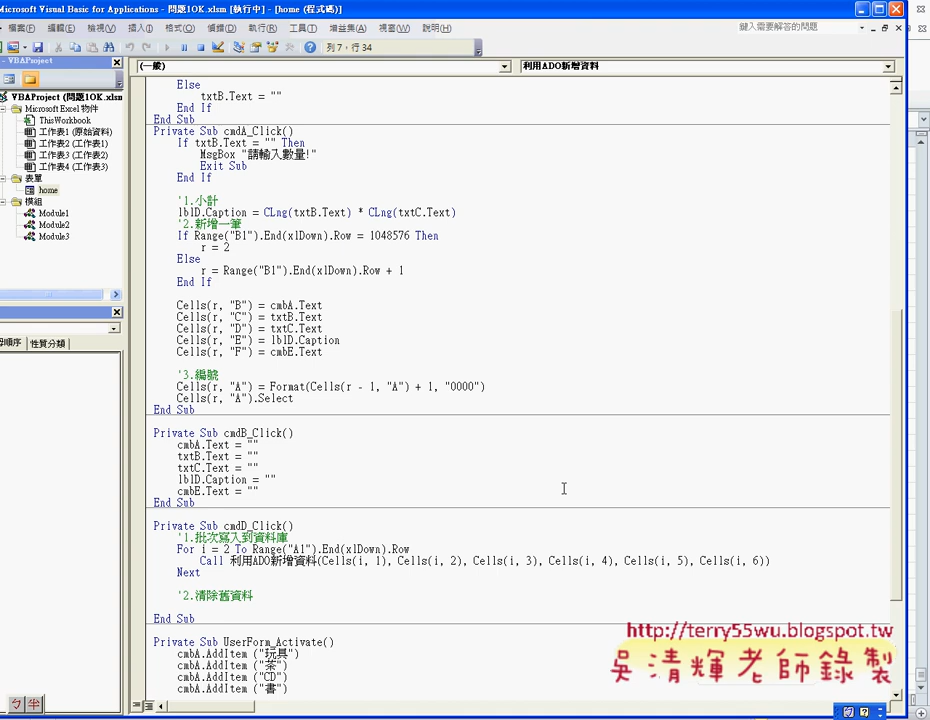 Microsoft Visual Basic for Applications - 問題1OK.xlsm [執行中] - [home (程式碼)]
檔案(F) 編輯(E) 檢視(V) 插入(I) 格式(O) 偵錯(D) 執行(R) 工具(T) 增益集(A) 視窗(W) 說明(H) 鍵入需要解答的問題
列 7，行 34
- VBAProject
(一般) 利用ADO新增資料
VBAProject (問題1OK.xlsm
Microsoft Excel 物件
ThisWorkbook
工作表1 (原始資料)
工作表2 (工作表1)
工作表3 (工作表2)
工作表4 (工作表3)
表單
home
模組
Module1
Module2
Module3
性質分類
Else
txtB.Text = ""
End If
End Sub
Private Sub cmdA_Click()
If txtB.Text = "" Then
MsgBox "請輸入數量!"
Exit Sub
End If
'1.小計
lblD.Caption = CLng(txtB.Text) * CLng(txtC.Text)
'2.新增一筆
If Range("B1").End(xlDown).Row = 1048576 Then
r = 2
Else
r = Range("B1").End(xlDown).Row + 1
End If
Cells(r, "B") = cmbA.Text
Cells(r, "C") = txtB.Text
Cells(r, "D") = txtC.Text
Cells(r, "E") = lblD.Caption
Cells(r, "F") = cmbE.Text
'3.編號
Cells(r, "A") = Format(Cells(r - 1, "A") + 1, "0000")
Cells(r, "A").Select
End Sub
Private Sub cmdB_Click()
cmbA.Text = ""
txtB.Text = ""
txtC.Text = ""
lblD.Caption = ""
cmbE.Text = ""
End Sub
Private Sub cmdD_Click()
'1.批次寫入到資料庫
For i = 2 To Range("A1").End(xlDown).Row
Call 利用ADO新增資料(Cells(i, 1), Cells(i, 2), Cells(i, 3), Cells(i, 4), Cells(i, 5), Cells(i, 6))
Next
'2.清除舊資料
End Sub
Private Sub UserForm_Activate()
cmbA.AddItem ("玩具")
cmbA.AddItem ("茶")
cmbA.AddItem ("CD")
cmbA.AddItem ("書")
http://terry55wu.blogspot.tw
吳清輝老師錄製
ㄅ 半